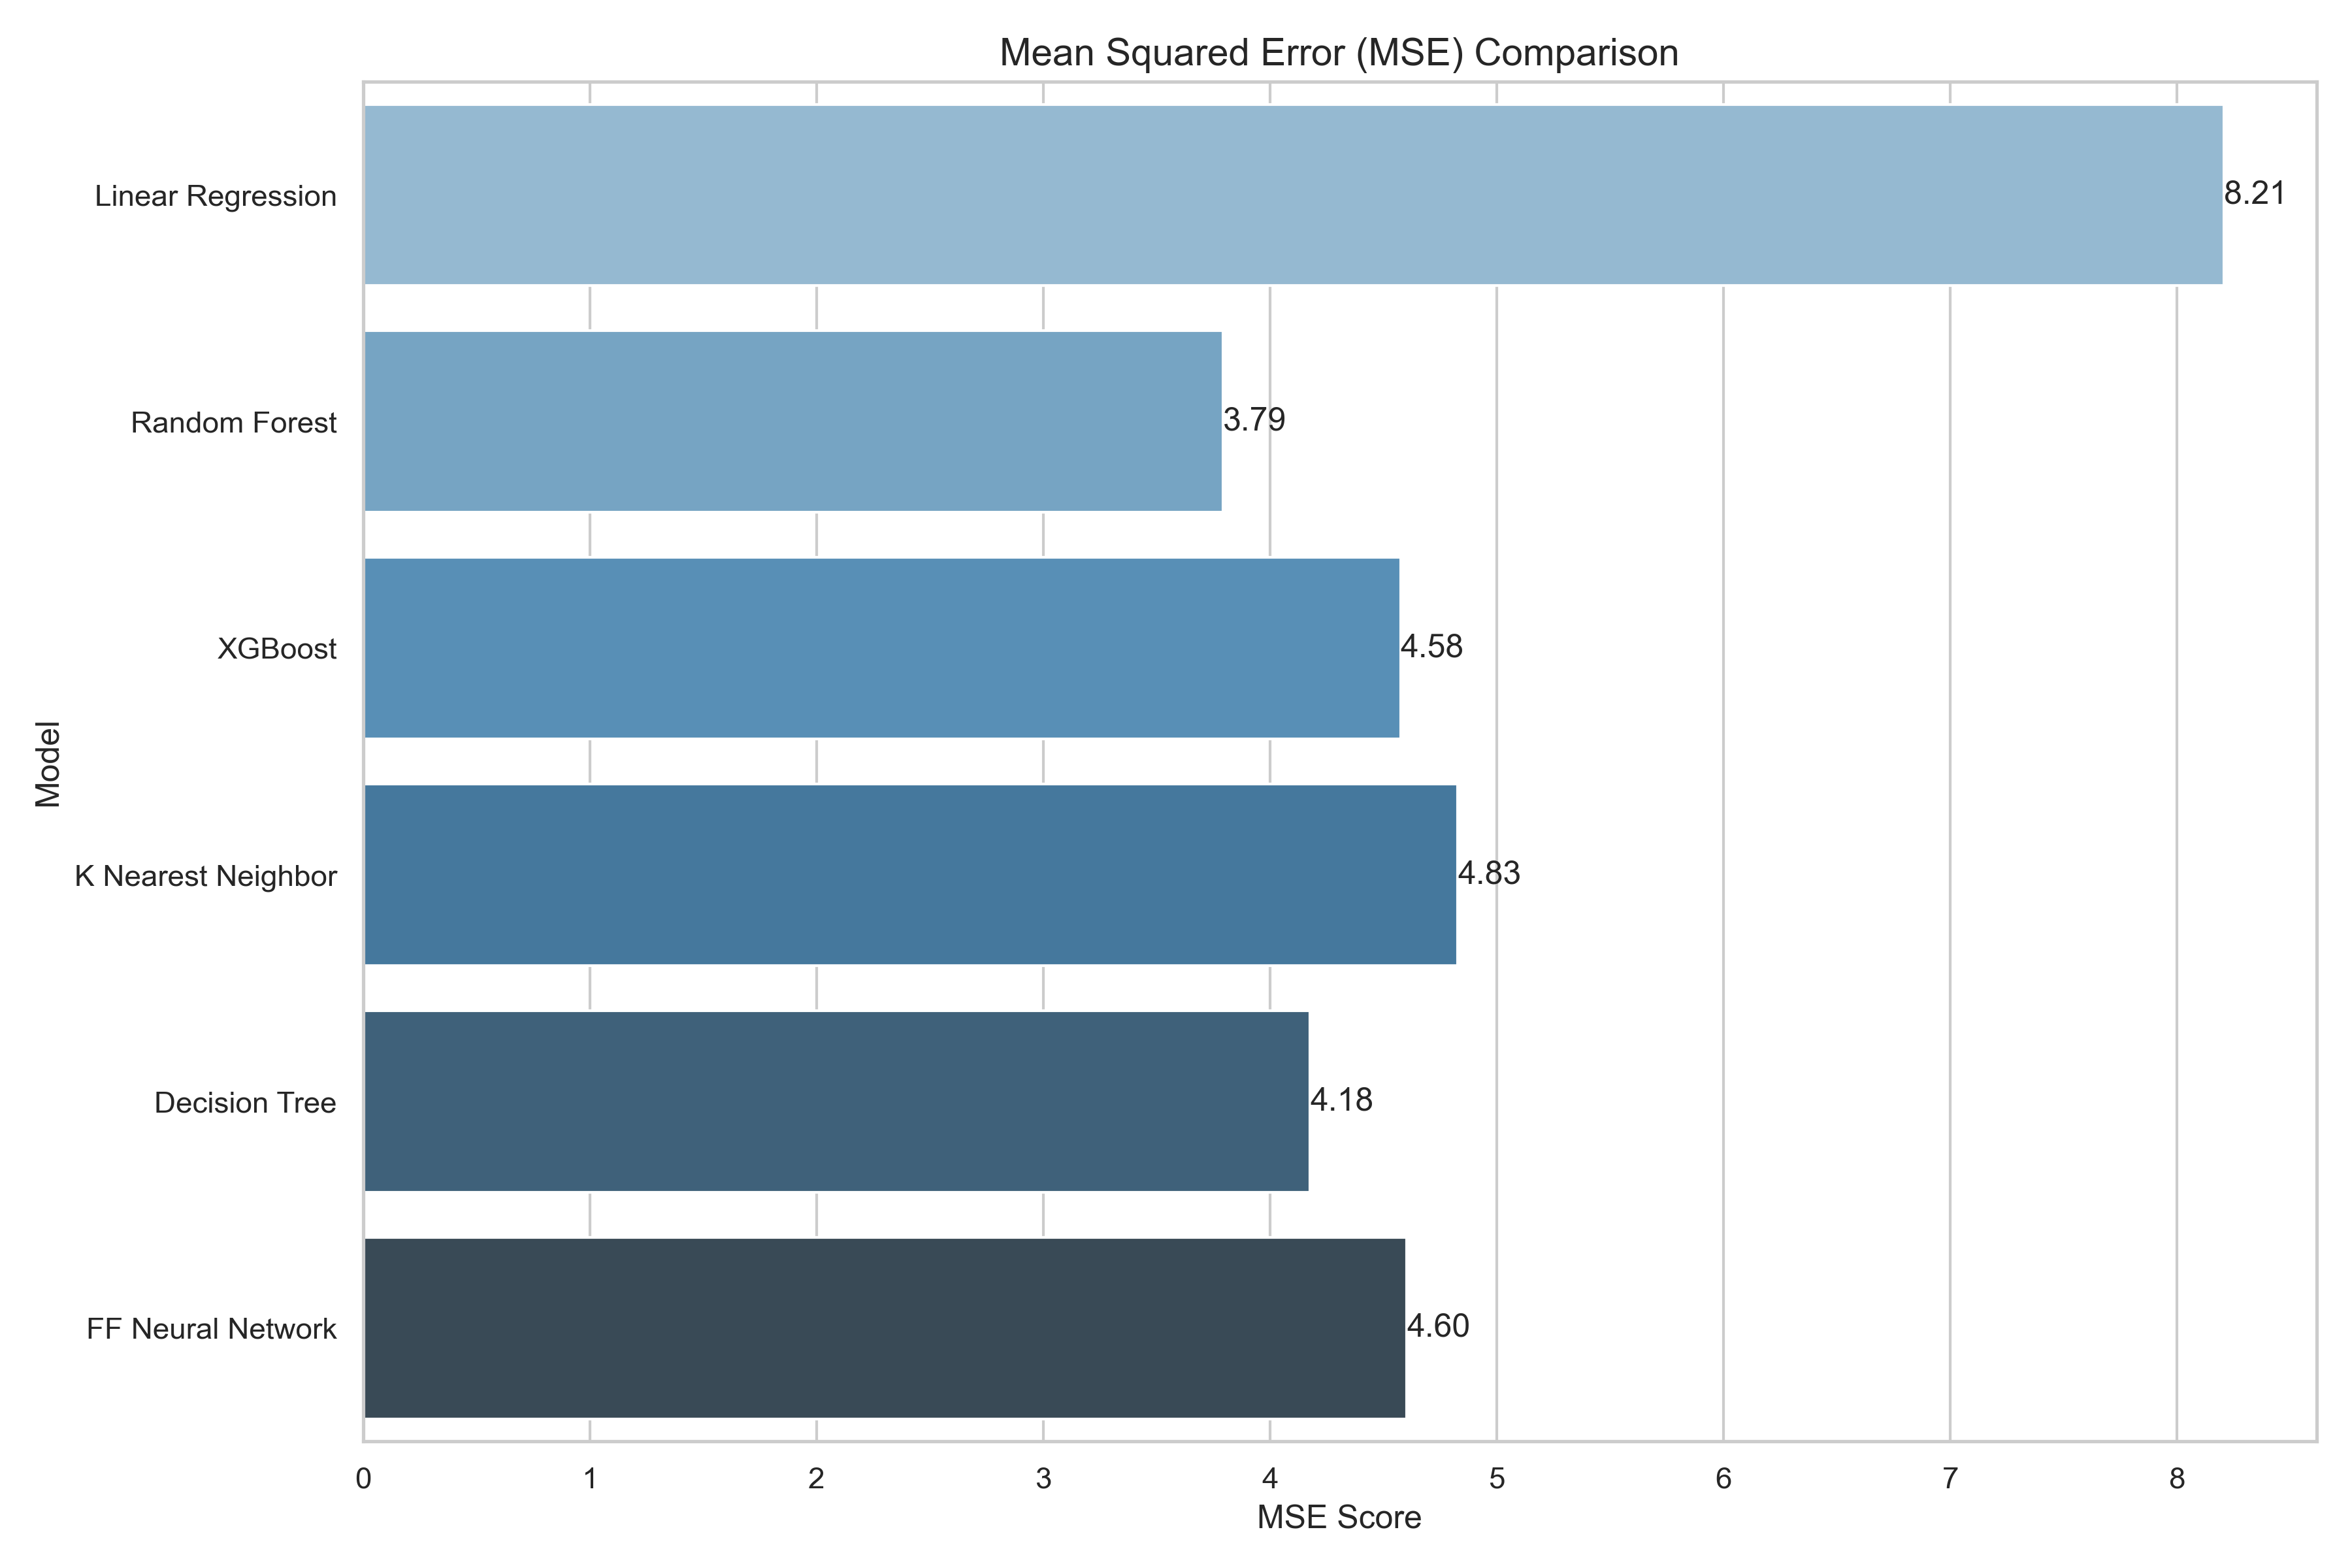 Mean Squared Error (MSE) Comparison
Linear Regression
8.21
Random Forest
3.79
XGBoost
4.58
Model
K Nearest Neighbor
4.83
Decision Tree
4.18
FF Neural Network
4.60
0 1 2 3 4 5 6 7 8
MSE Score